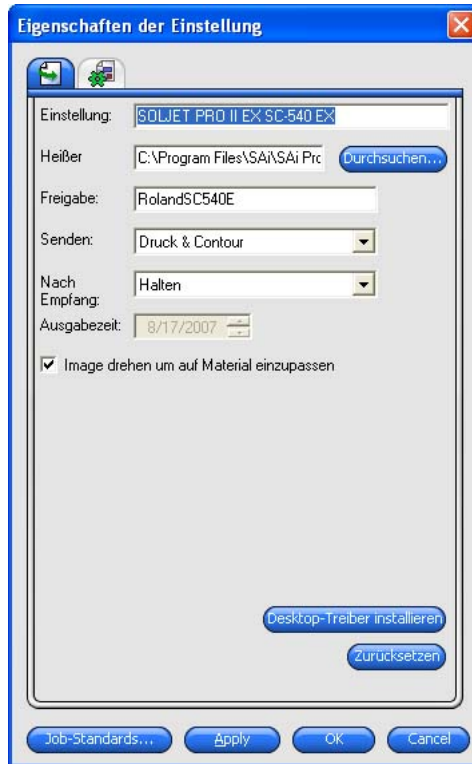 Eigenschaften der Einstellung
Einstellung: SOLJET PRO II EX SC-540 EX
Heißer C:\Program Files\SAi\SAi Prc Durchsuchen...
Freigabe: RolandSC540E
Senden: Druck & Contour
Nach
Empfang: Halten
Ausgabezeit: 8/17/2007
Image drehen um auf Material einzupassen
Desktop-Treiber installieren
Zurücksetzen
Job-Standards... Apply OK Cancel